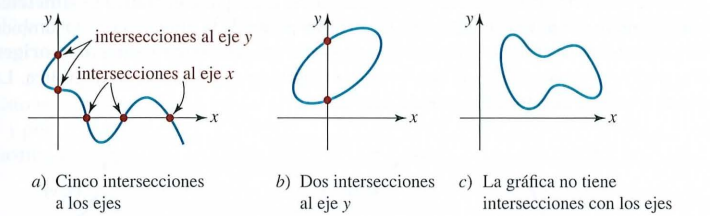 y
intersecciones al eje y
intersecciones al eje x
x
y
x
y
x
a) Cinco intersecciones
a los ejes
b) Dos intersecciones
al eje y
c) La gráfica no tiene
intersecciones con los ejes